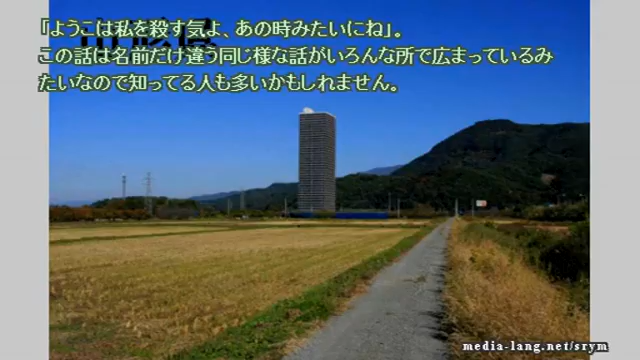 「ようこは私を殺す気よ、あの時みたいにね」。
この話は名前だけ違う同じ様な話がいろんな所で広まっているみ
たいなので知ってる人も多いかもしれません。
山形県
media-lang.net/srym